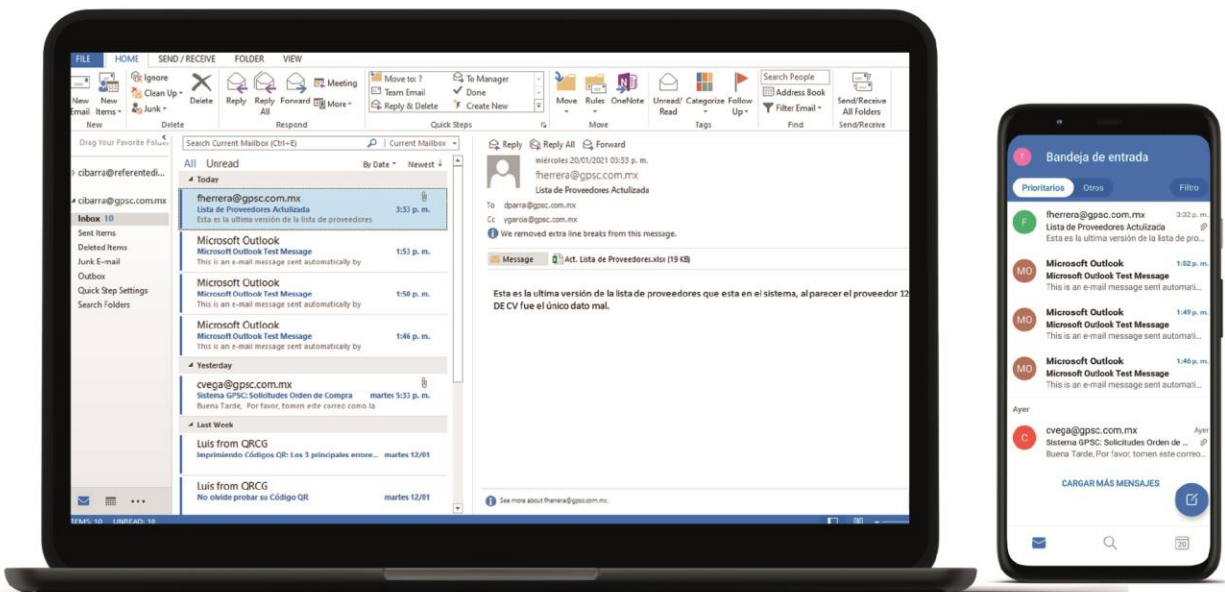 FILE HOME SEND / RECEIVE FOLDER VIEW
New Email
New Items
Ignore
Clean Up
Junk
Delete
Reply
Reply All
Forward
Meeting
More
Move to: ?
Team Email
Reply & Delete
To Manager
Done
Create New
Move
Rules
OneNote
Unread/ Read
Categorize
Follow Up
Search People
Address Book
Filter Email
Send/Receive All Folders
New Delete Respond Quick Steps Move Tags Find Send/Receive
Drag Your Favorite Folders
cibarra@referentedi...
cibarra@gpsc.com.mx
Inbox 10
Sent Items
Deleted Items
Junk E-mail
Outbox
Quick Step Settings
Search Folders
Search Current Mailbox (Ctrl+E) Current Mailbox
All Unread By Date Newest ↓
Today
fherrera@gpsc.com.mx
Lista de Proveedores Actulizada 3:33 p. m.
Esta es la ultima versión de la lista de proveedores
Microsoft Outlook
Microsoft Outlook Test Message 1:53 p. m.
This is an e-mail message sent automatically by
Microsoft Outlook
Microsoft Outlook Test Message 1:50 p. m.
This is an e-mail message sent automatically by
Microsoft Outlook
Microsoft Outlook Test Message 1:46 p. m.
This is an e-mail message sent automatically by
Yesterday
cvega@gpsc.com.mx
Sistema GPSC: Solicitudes Orden de Compra martes 5:33 p. m.
Buena Tarde, Por favor, tomen este correo como la
Last Week
Luis from QRCG
Imprimiendo Códigos QR: Los 3 principales errore... martes 12/01
Luis from QRCG
No olvide probar su Código QR martes 12/01
ITEMS: 10 UNREAD: 10
Reply Reply All Forward
miércoles 20/01/2021 03:33 p. m.
fherrera@gpsc.com.mx
Lista de Proveedores Actulizada
To dparra@gpsc.com.mx
Cc ygarcia@gpsc.com.mx
We removed extra line breaks from this message.
Message Act. Lista de Proveedores.xlsx (19 KB)
Esta es la ultima versión de la lista de proveedores que esta en el sistema, al parecer el proveedor 12
DE CV fue el único dato mal.
See more about fherrera@gpsc.com.mx.
T Bandeja de entrada
Prioritarios Otros Filtro
F
fherrera@gpsc.com.mx 3:32 p. m.
Lista de Proveedores Actulizada
Esta es la ultima versión de la lista de pro...
MO
Microsoft Outlook 1:52 p. m.
Microsoft Outlook Test Message
This is an e-mail message sent automati...
MO
Microsoft Outlook 1:49 p. m.
Microsoft Outlook Test Message
This is an e-mail message sent automati...
MO
Microsoft Outlook 1:46 p. m.
Microsoft Outlook Test Message
This is an e-mail message sent automati...
Ayer
C
cvega@gpsc.com.mx Ayer
Sistema GPSC: Solicitudes Orden de ...
Buena Tarde, Por favor, tomen este correo...
CARGAR MÁS MENSAJES
20